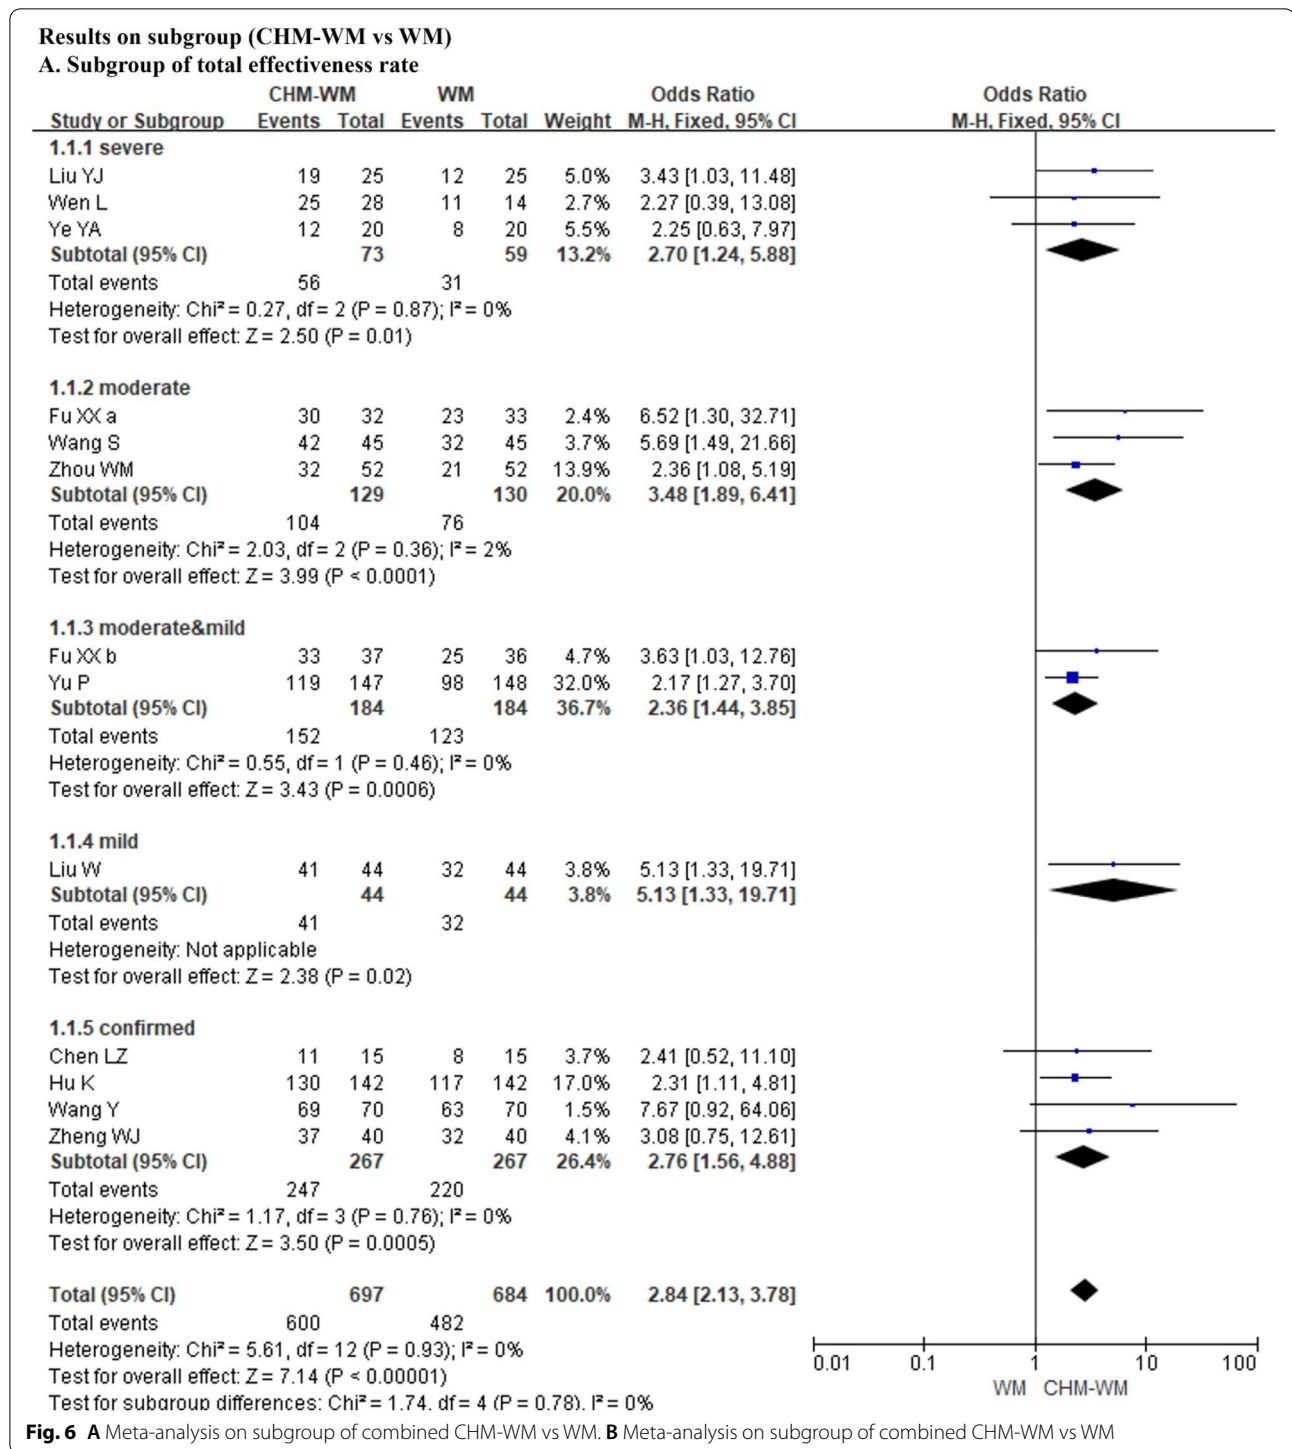 Results on subgroup (CHM-WM vs WM)
A. Subgroup of total effectiveness rate
CHM-WM WM Odds Ratio Odds Ratio
Study or Subgroup Events Total Events Total Weight M-H, Fixed, 95% CI M-H, Fixed, 95% CI
1.1.1 severe
Liu YJ 19 25 12 25 5.0% 3.43 [1.03, 11.48]
Wen L 25 28 11 14 2.7% 2.27 [0.39, 13.08]
Ye YA 12 20 8 20 5.5% 2.25 [0.63, 7.97]
Subtotal (95% CI) 73 59 13.2% 2.70 [1.24, 5.88]
Total events 56 31
Heterogeneity: Chi² = 0.27, df = 2 (P = 0.87); I² = 0%
Test for overall effect: Z = 2.50 (P = 0.01)
1.1.2 moderate
Fu XX a 30 32 23 33 2.4% 6.52 [1.30, 32.71]
Wang S 42 45 32 45 3.7% 5.69 [1.49, 21.66]
Zhou WM 32 52 21 52 13.9% 2.36 [1.08, 5.19]
Subtotal (95% CI) 129 130 20.0% 3.48 [1.89, 6.41]
Total events 104 76
Heterogeneity: Chi² = 2.03, df = 2 (P = 0.36); I² = 2%
Test for overall effect: Z = 3.99 (P < 0.0001)
1.1.3 moderate&mild
Fu XX b 33 37 25 36 4.7% 3.63 [1.03, 12.76]
Yu P 119 147 98 148 32.0% 2.17 [1.27, 3.70]
Subtotal (95% CI) 184 184 36.7% 2.36 [1.44, 3.85]
Total events 152 123
Heterogeneity: Chi² = 0.55, df = 1 (P = 0.46); I² = 0%
Test for overall effect: Z = 3.43 (P = 0.0006)
1.1.4 mild
Liu W 41 44 32 44 3.8% 5.13 [1.33, 19.71]
Subtotal (95% CI) 44 44 3.8% 5.13 [1.33, 19.71]
Total events 41 32
Heterogeneity: Not applicable
Test for overall effect: Z = 2.38 (P = 0.02)
1.1.5 confirmed
Chen LZ 11 15 8 15 3.7% 2.41 [0.52, 11.10]
Hu K 130 142 117 142 17.0% 2.31 [1.11, 4.81]
Wang Y 69 70 63 70 1.5% 7.67 [0.92, 64.06]
Zheng WJ 37 40 32 40 4.1% 3.08 [0.75, 12.61]
Subtotal (95% CI) 267 267 26.4% 2.76 [1.56, 4.88]
Total events 247 220
Heterogeneity: Chi² = 1.17, df = 3 (P = 0.76); I² = 0%
Test for overall effect: Z = 3.50 (P = 0.0005)
Total (95% CI) 697 684 100.0% 2.84 [2.13, 3.78]
Total events 600 482
Heterogeneity: Chi² = 5.61, df = 12 (P = 0.93); I² = 0%
Test for overall effect: Z = 7.14 (P < 0.00001)
Test for subgroup differences: Chi² = 1.74, df = 4 (P = 0.78), I² = 0%
0.01 0.1 1 10 100
WM CHM-WM
Fig. 6 A Meta-analysis on subgroup of combined CHM-WM vs WM. B Meta-analysis on subgroup of combined CHM-WM vs WM